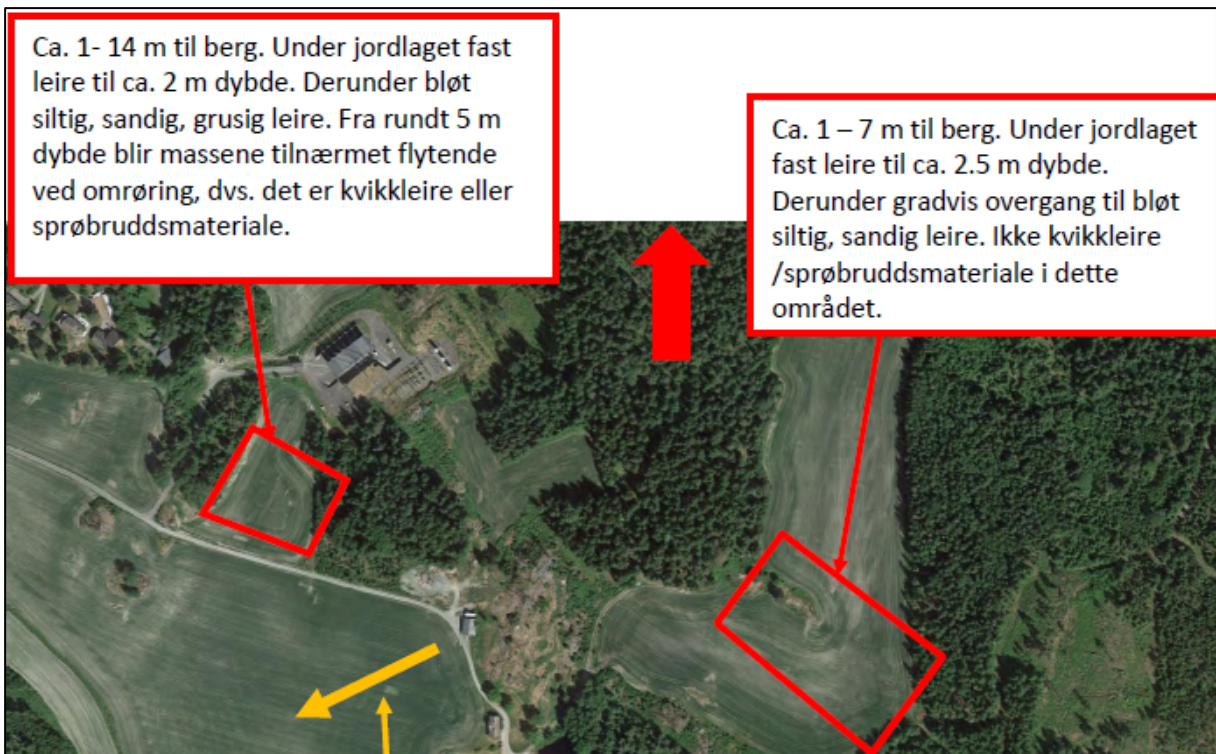 Ca. 1- 14 m til berg. Under jordlaget fast
leire til ca. 2 m dybde. Derunder bløt
siltig, sandig, grusig leire. Fra rundt 5 m
dybde blir massene tilnærmet flytende
ved omrøring, dvs. det er kvikkleire eller
sprøbruddsmateriale.
Ca. 1 – 7 m til berg. Under jordlaget
fast leire til ca. 2.5 m dybde.
Derunder gradvis overgang til bløt
siltig, sandig leire. Ikke kvikkleire
/sprøbruddsmateriale i dette
området.